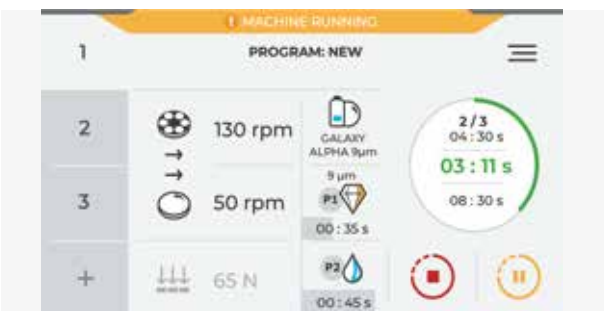 ! MACHINE RUNNING
1
PROGRAM: NEW
2
130 rpm
GALAXY
ALPHA 9µm
2/3
04 : 30 s
03 : 11 s
08 : 30 s
3
50 rpm
9 µm
P1
00 : 35 s
+
65 N
P2
00 : 45 s